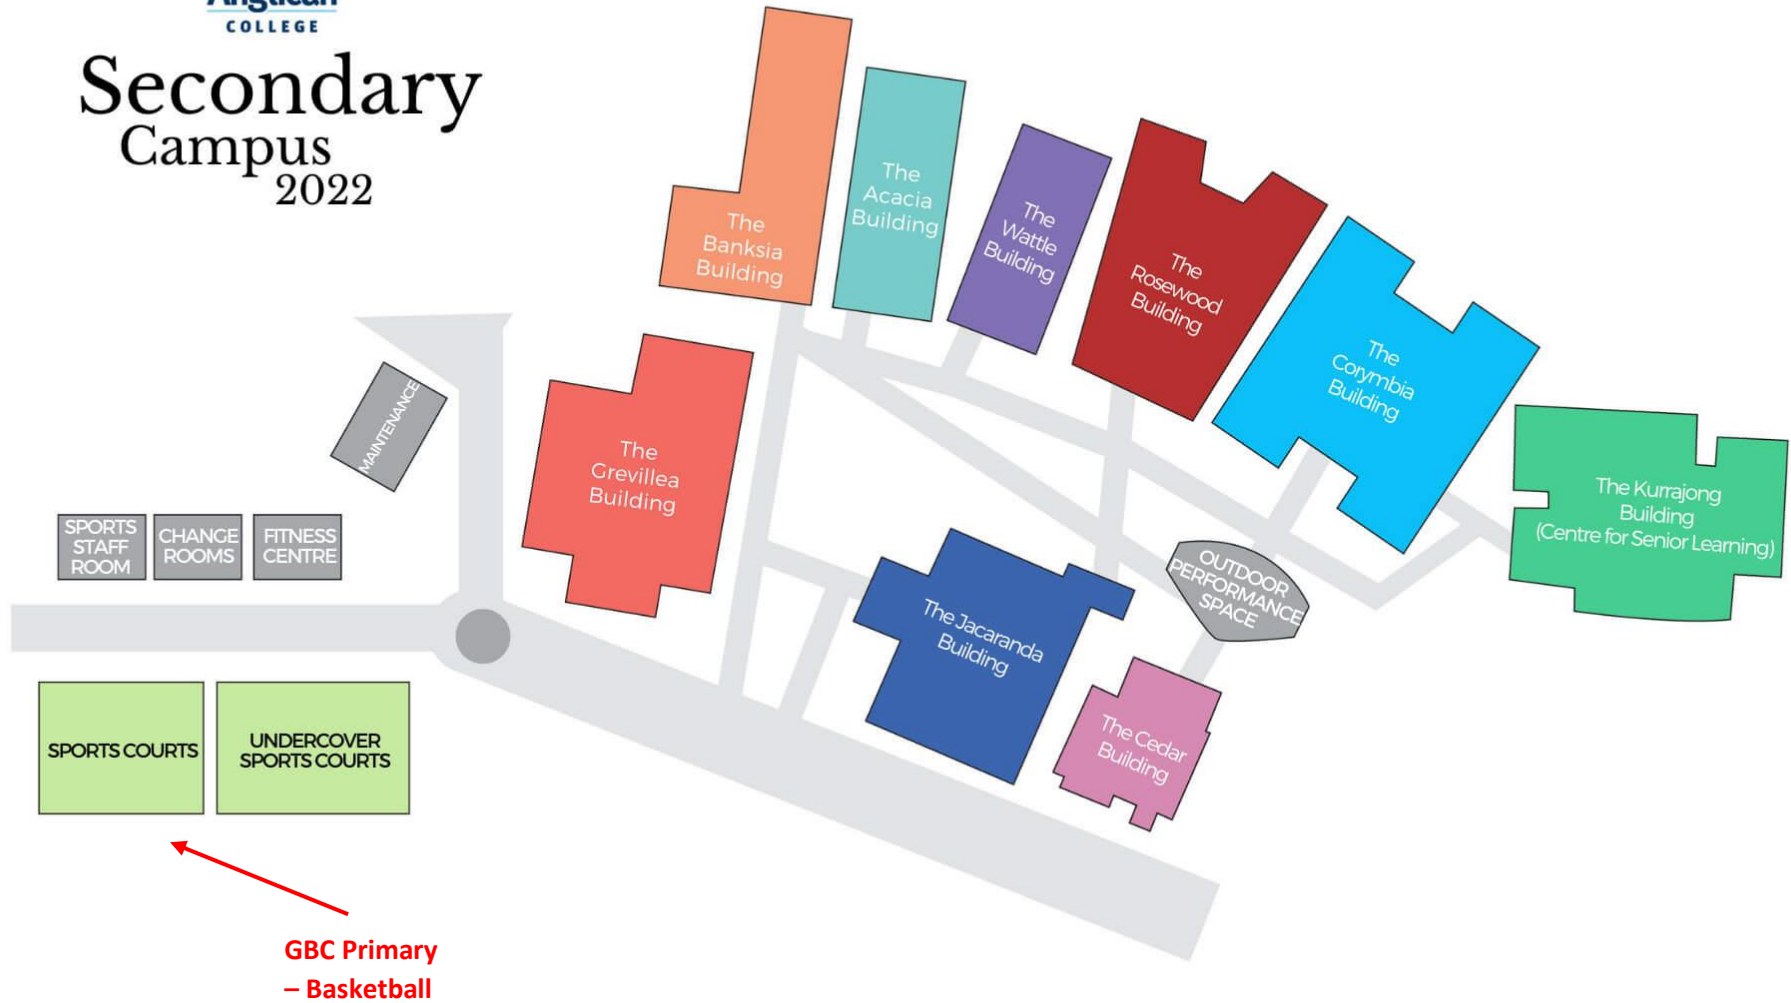 Anglican
COLLEGE
Secondary
Campus
2022
The
Banksia
Building
The
Acacia
Building
The
Wattle
Building
The
Rosewood
Building
The
Corymbia
Building
The Kurrajong
Building
(Centre for Senior Learning)
The
Grevillea
Building
MAINTENANCE
SPORTS
STAFF
ROOM
CHANGE
ROOMS
FITNESS
CENTRE
OUTDOOR
PERFORMANCE
SPACE
The Jacaranda
Building
The Cedar
Building
SPORTS COURTS
UNDERCOVER
SPORTS COURTS
GBC Primary
– Basketball